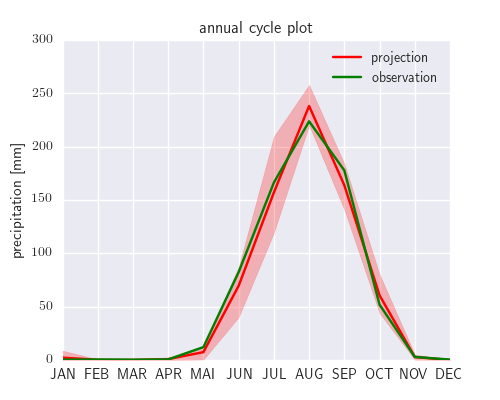 annual cycle plot
300
250
200
150
100
50
0
precipitation [mm]
projection
observation
JAN FEB MAR APR MAI JUN JUL AUG SEP OCT NOV DEC